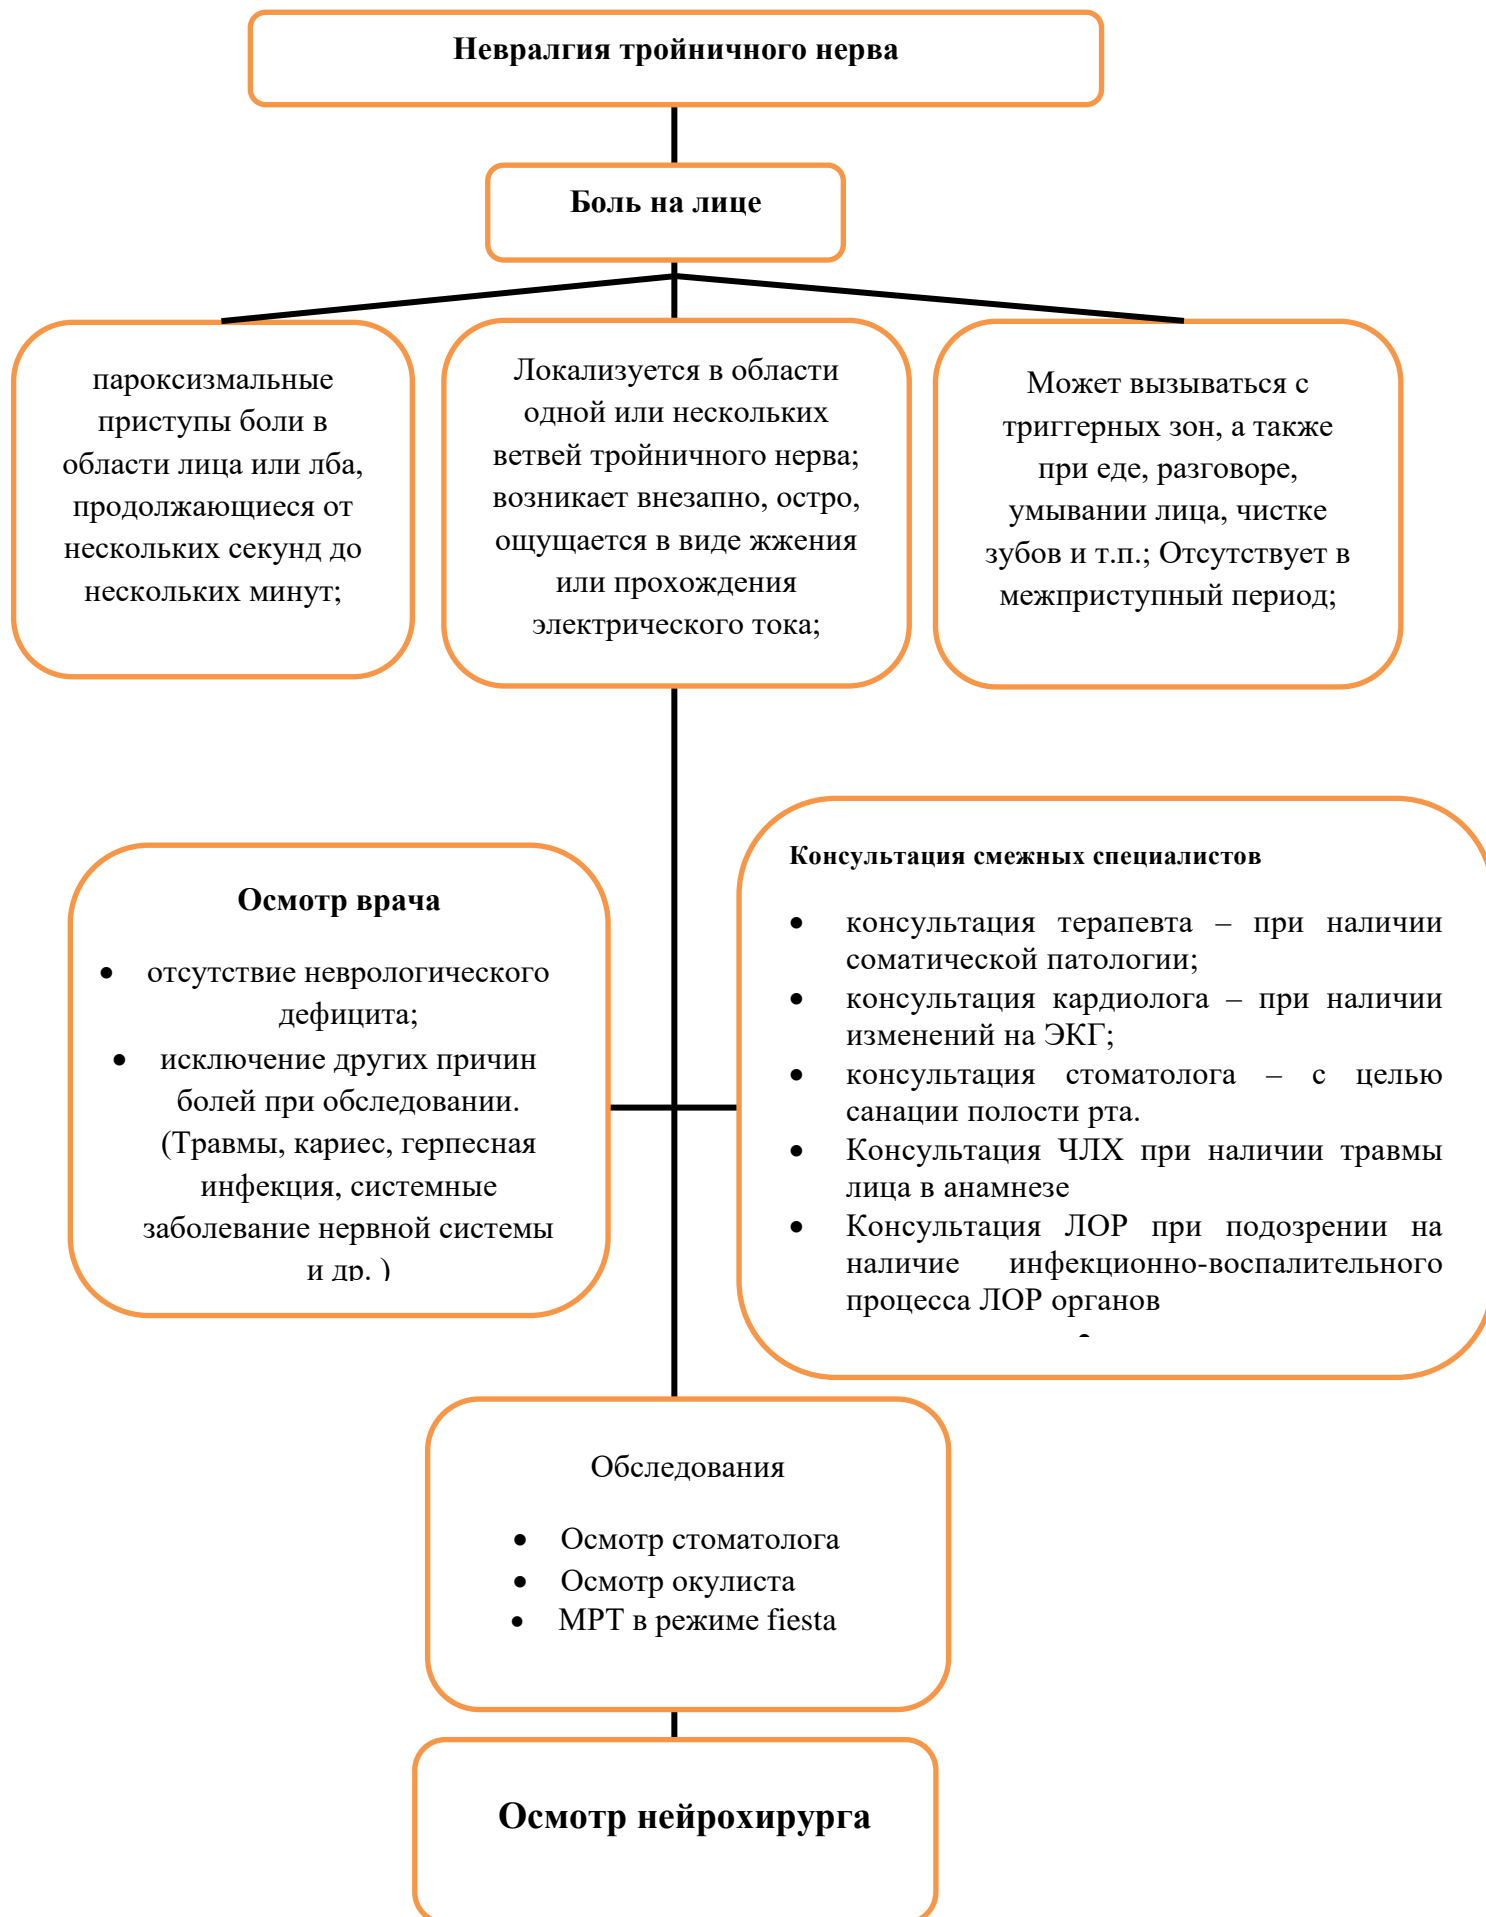 Невралгия тройничного нерва
Боль на лице
пароксизмальные
приступы боли в
области лица или лба,
продолжающиеся от
нескольких секунд до
нескольких минут;
Локализуется в области
одной или нескольких
ветвей тройничного нерва;
возникает внезапно, остро,
ощущается в виде жжения
или прохождения
электрического тока;
Может вызываться с
триггерных зон, а также
при еде, разговоре,
умывании лица, чистке
зубов и т.п.; Отсутствует в
межприступный период;
Осмотр врача
• отсутствие неврологического
дефицита;
• исключение других причин
болей при обследовании.
(Травмы, кариес, герпесная
инфекция, системные
заболевание нервной системы
и др. )
Консультация смежных специалистов
• консультация терапевта – при наличии
соматической патологии;
• консультация кардиолога – при наличии
изменений на ЭКГ;
• консультация стоматолога – с целью
санации полости рта.
• Консультация ЧЛХ при наличии травмы
лица в анамнезе
• Консультация ЛОР при подозрении на
наличие инфекционно-воспалительного
процесса ЛОР органов
•
Обследования
• Осмотр стоматолога
• Осмотр окулиста
• МРТ в режиме fiesta
Осмотр нейрохирурга